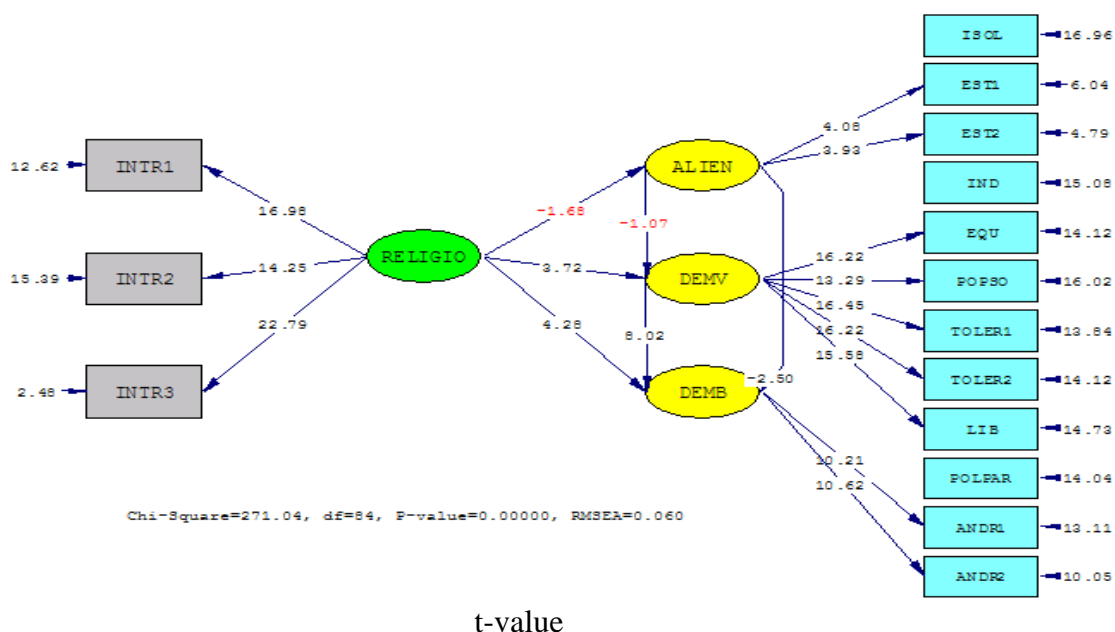 ISOL 16.96
EST1 6.04
4.08
EST2 4.79
3.93
12.62 INTR1
ALIEN
IND 15.08
16.98
-1.68
-1.07
EQU 14.12
16.22
RELIGIO
15.39 INTR2
14.25
3.72
DEMV
13.29
POPSO 16.02
16.45
TOLER1 13.84
22.79
4.28
8.02
16.22
15.58
TOLER2 14.12
2.48 INTR3
DEMB
-2.50
LIB 14.73
10.21
POLPAR 14.04
10.62
Chi-Square=271.04, df=84, P-value=0.00000, RMSEA=0.060
ANDR1 13.11
ANDR2 10.05
t-value